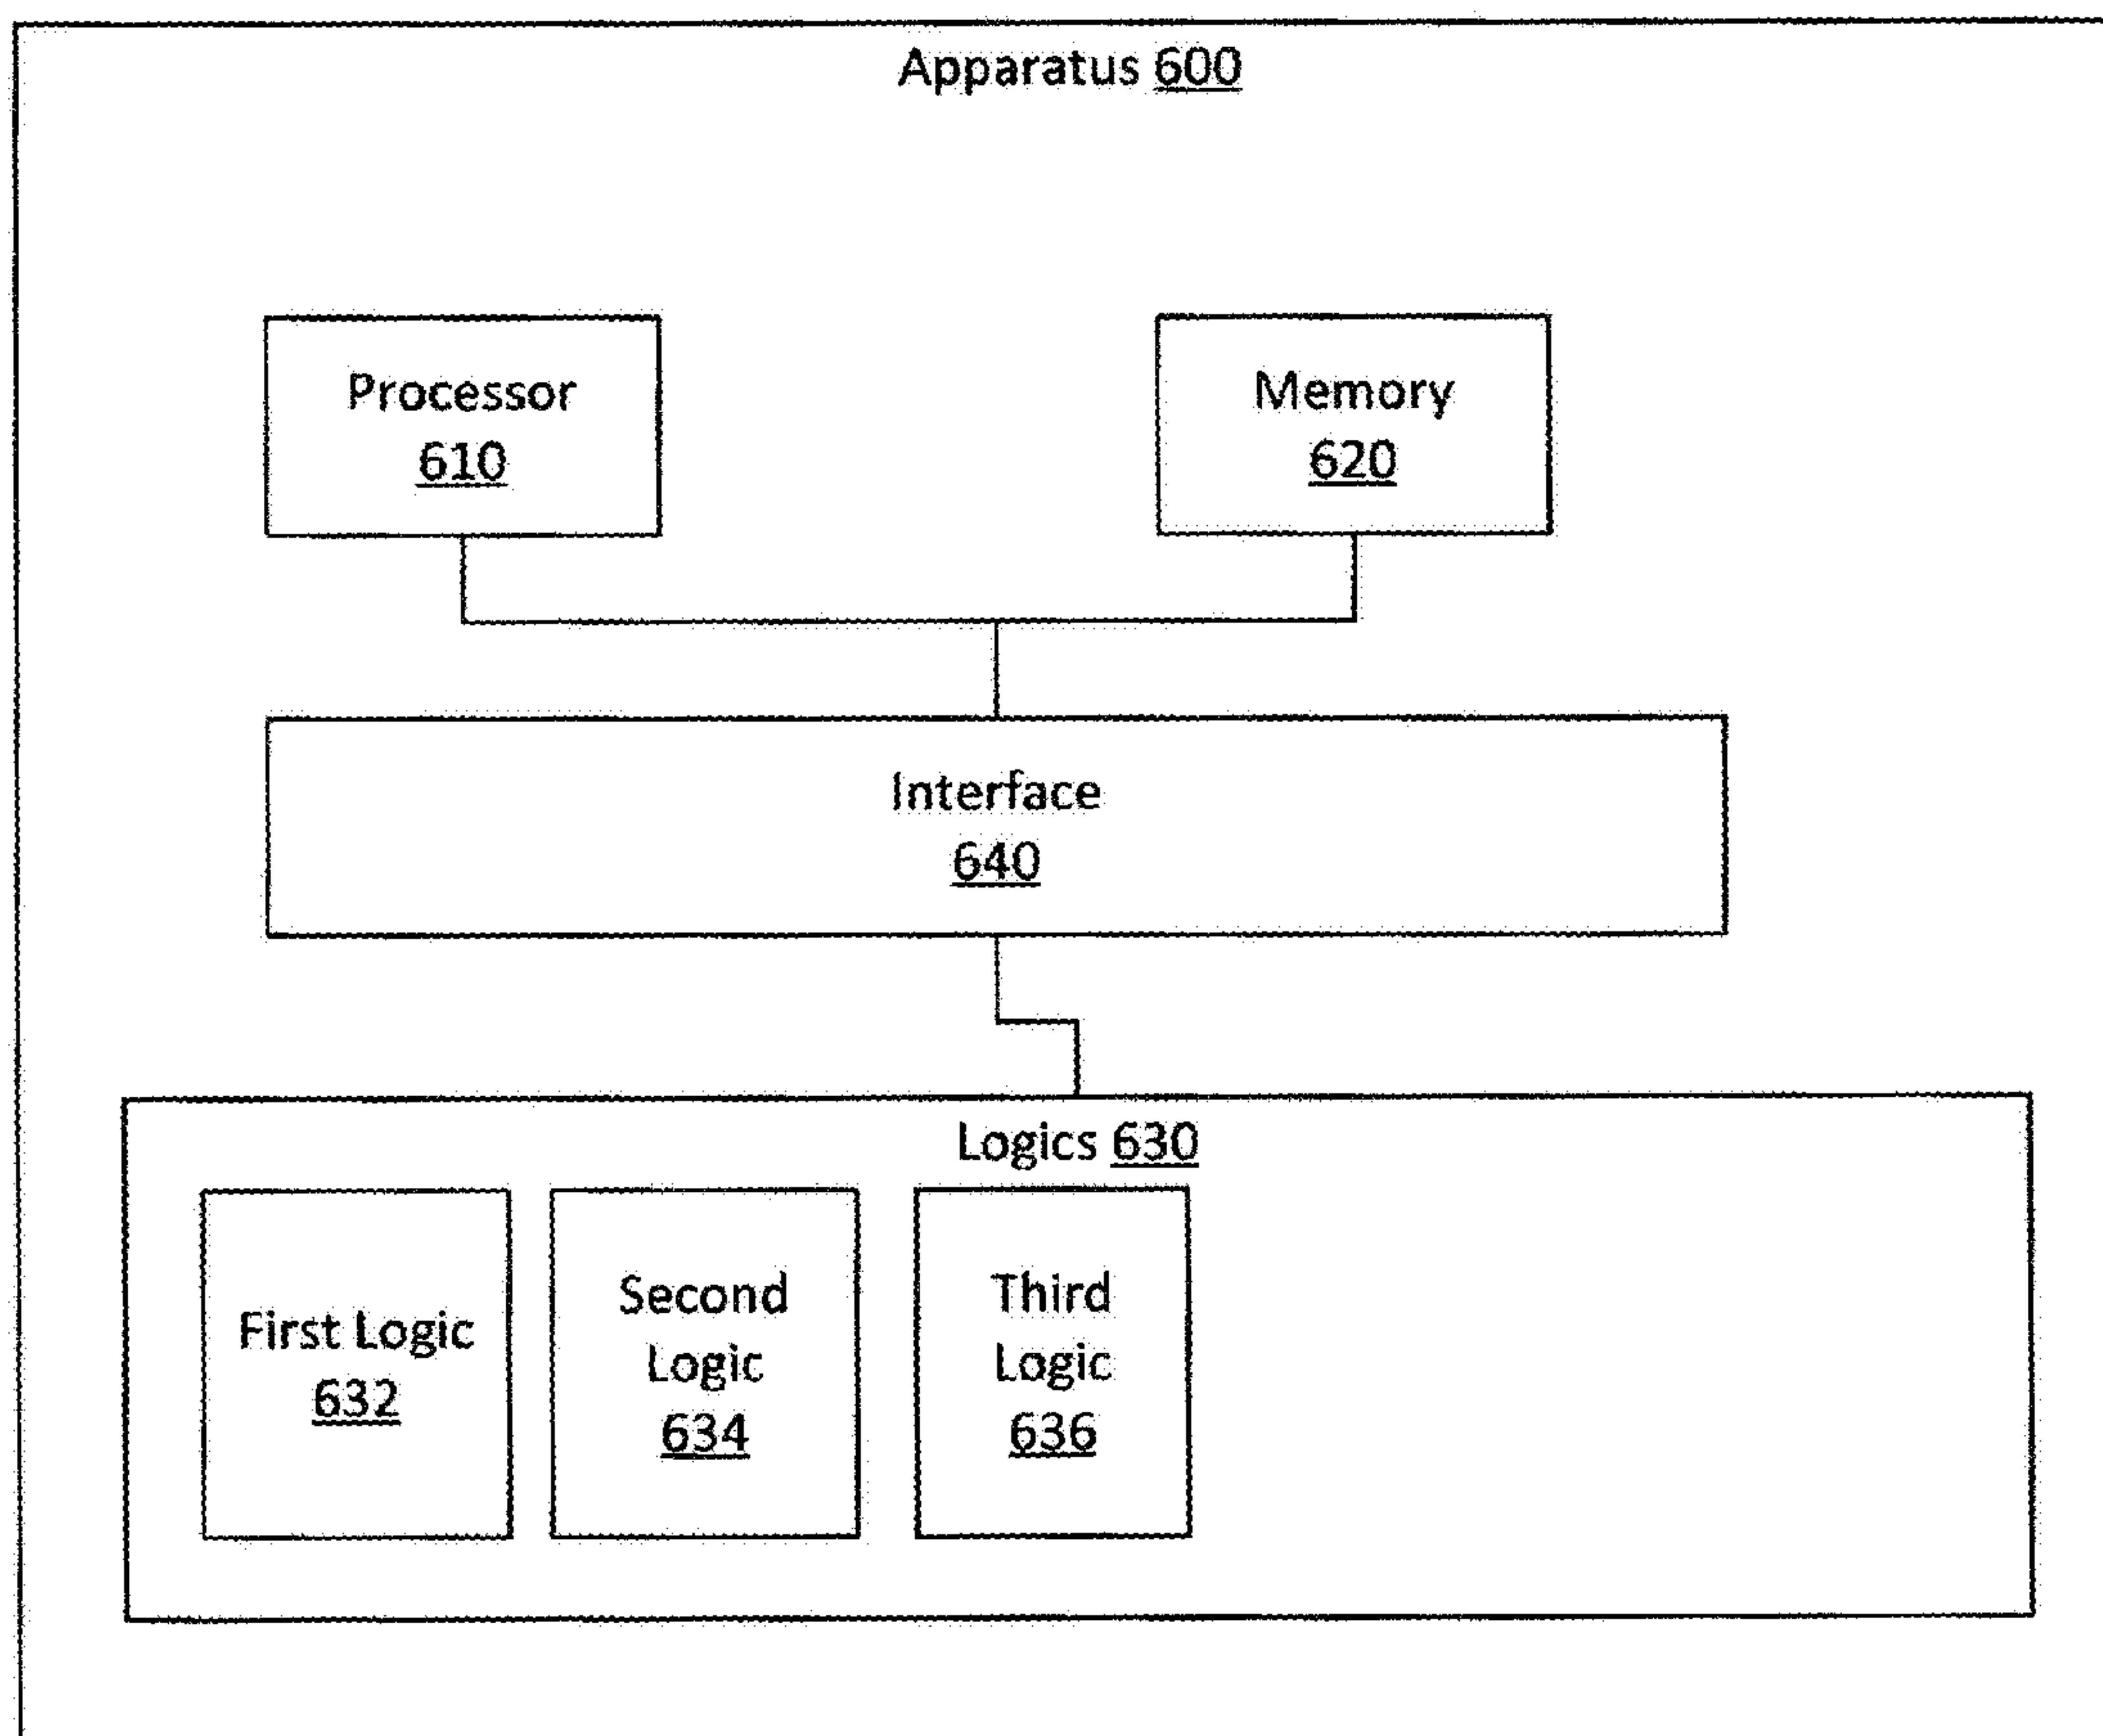 Apparatus 600
Processor
610
Memory
620
Interface
640
Logics 630
First Logic
632
Second
Logic
634
Third
Logic
636